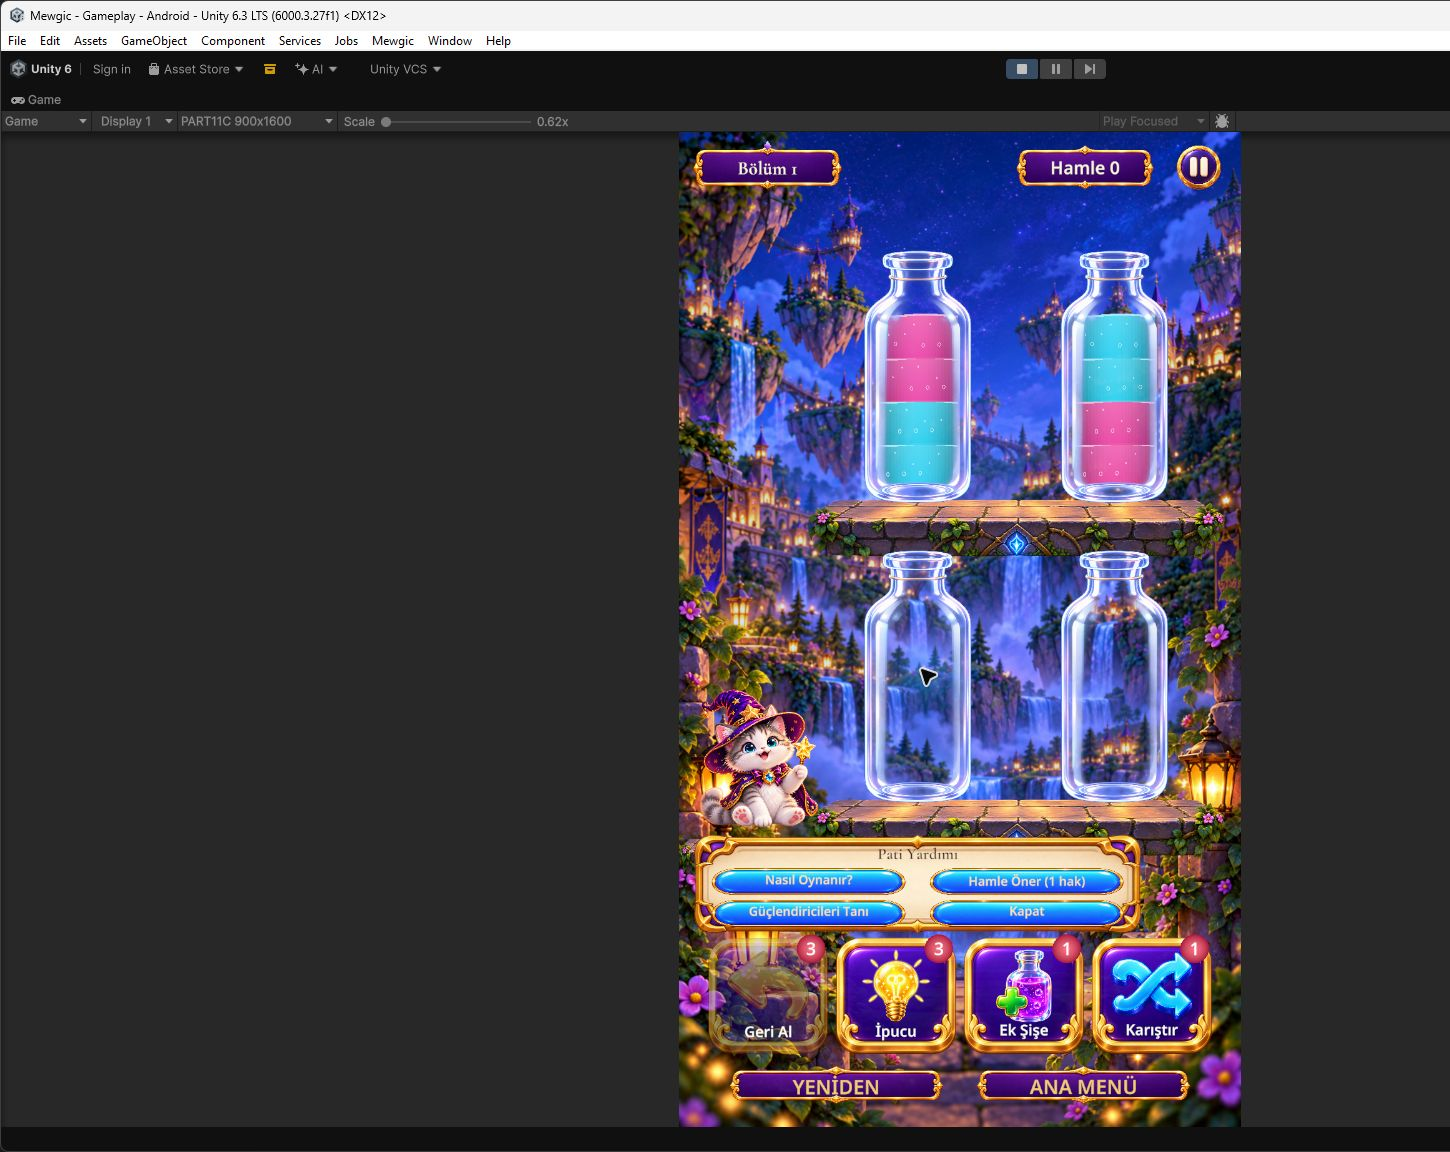 Mewgic - Gameplay - Android - Unity 6.3 LTS (6000.3.27f1) <DX12>
File Edit Assets GameObject Component Services Jobs Mewgic Window Help
Unity 6 Sign in Asset Store AI Unity VCS
Game
Game Display 1 PART11C 900x1600 Scale 0.62x Play Focused
Bölüm 1 Hamle 0
Pati Yardımı
Nasıl Oynanır? Hamle Öner (1 hak)
Güçlendiricileri Tanı Kapat
3 3 1 1
Geri Al İpucu Ek Şişe Karıştır
YENİDEN ANA MENÜ